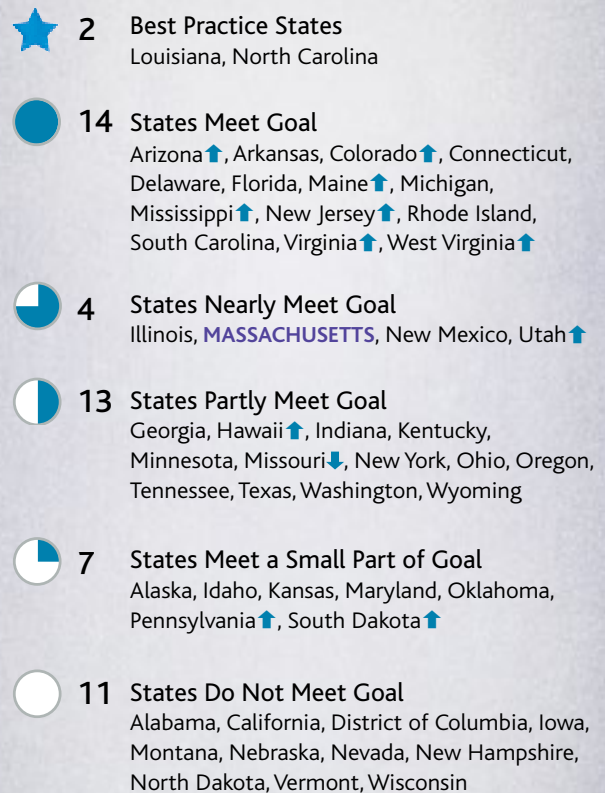 2 Best Practice States
Louisiana, North Carolina
14 States Meet Goal
Arizona⬆, Arkansas, Colorado⬆, Connecticut,
Delaware, Florida, Maine⬆, Michigan,
Mississippi⬆, New Jersey⬆, Rhode Island,
South Carolina, Virginia⬆, West Virginia⬆
4 States Nearly Meet Goal
Illinois, MASSACHUSETTS, New Mexico, Utah⬆
13 States Partly Meet Goal
Georgia, Hawaii⬆, Indiana, Kentucky,
Minnesota, Missouri⬇, New York, Ohio, Oregon,
Tennessee, Texas, Washington, Wyoming
7 States Meet a Small Part of Goal
Alaska, Idaho, Kansas, Maryland, Oklahoma,
Pennsylvania⬆, South Dakota⬆
11 States Do Not Meet Goal
Alabama, California, District of Columbia, Iowa,
Montana, Nebraska, Nevada, New Hampshire,
North Dakota, Vermont, Wisconsin